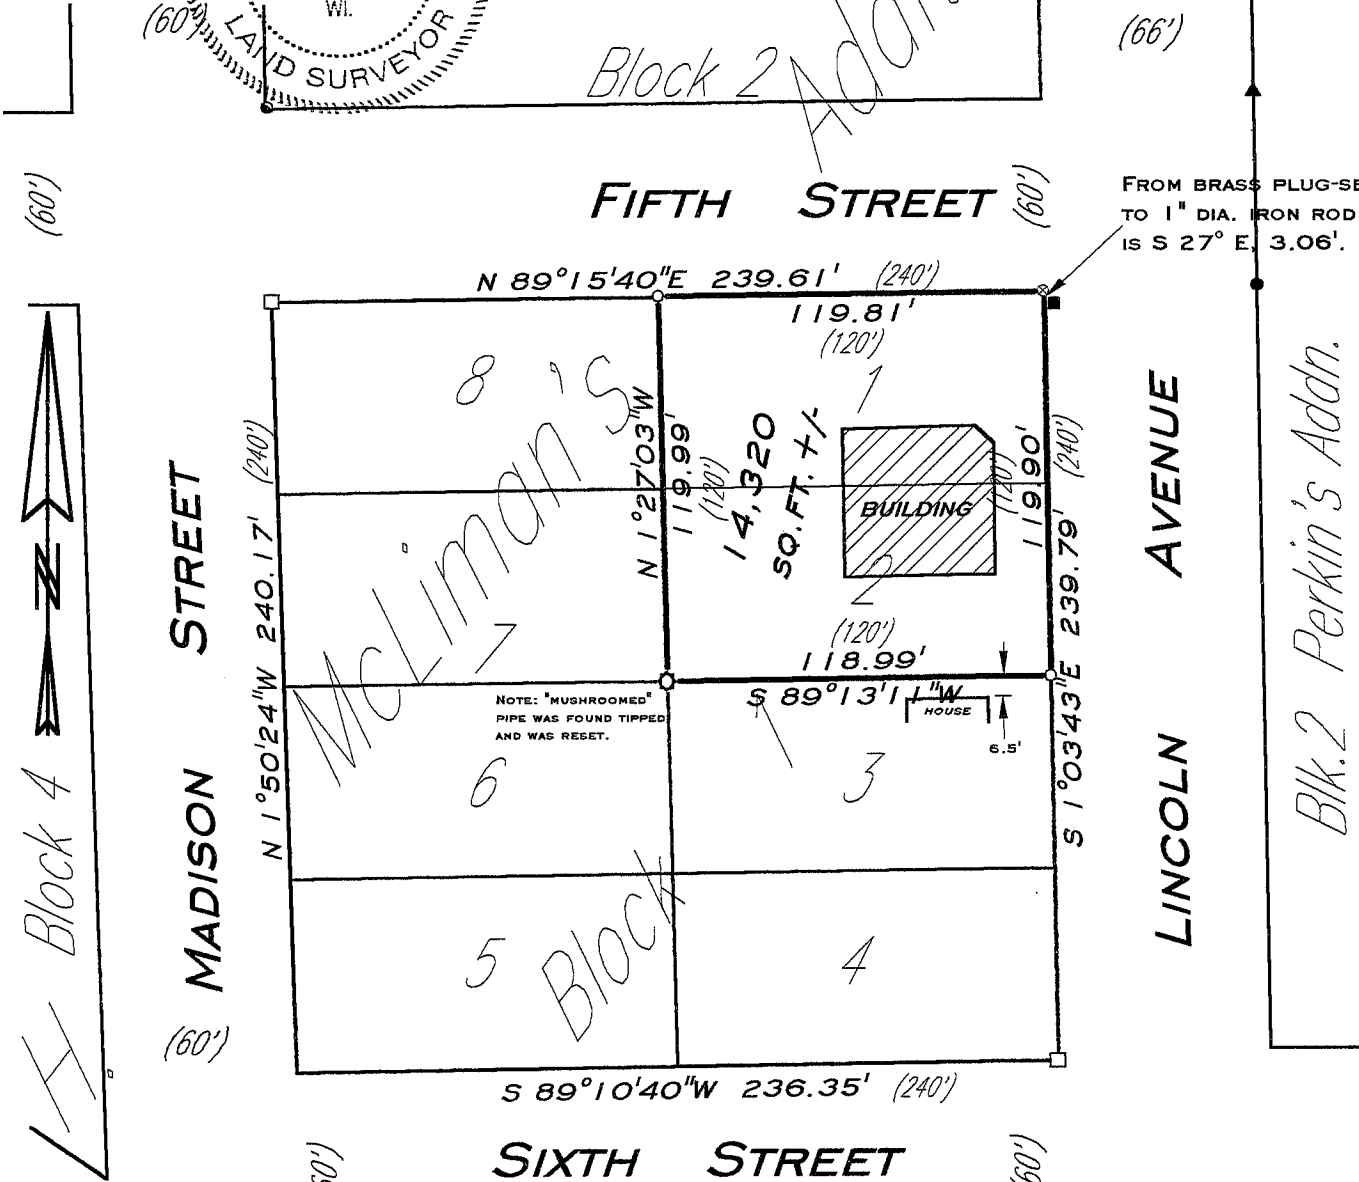 (60')
WI.
LAND SURVEYOR
Block 2
Addn.
(66')
(60')
FIFTH STREET
(60')
FROM BRASS PLUG-SE
TO 1" DIA. IRON ROD
IS S 27° E, 3.06'.
N 89°15'40"E 239.61' (240')
119.81'
(120')
8
1
McLiman's
N 1°27'03"W
119.99'
(120')
14,320
SQ. FT. +/-
BUILDING
(120')
119.90'
(240')
S 1°03'43"E 239.79'
(240')
N 1°50'24"W 240.17'
MADISON STREET
(60')
LINCOLN AVENUE
Blk.2 Perkin's Addn.
7
2
(120')
118.99'
S 89°13'11"W
HOUSE
6.5'
NOTE: "MUSHROOMED"
PIPE WAS FOUND TIPPED
AND WAS RESET.
6
3
Block 1
5
4
N
Block 4
S 89°10'40"W 236.35' (240')
SIXTH STREET
60')
60')